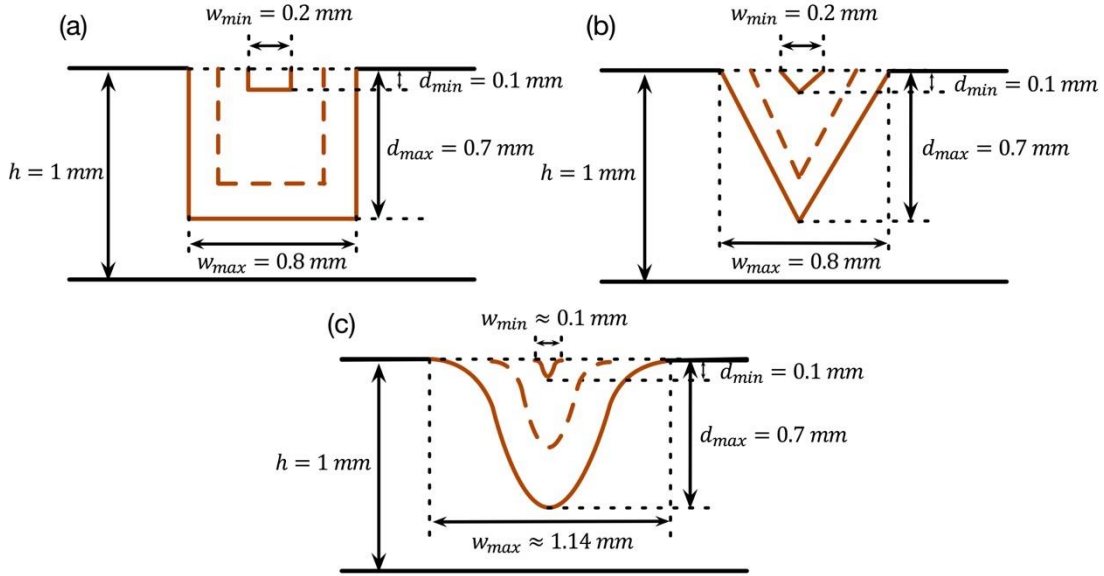 (a)
w_min = 0.2 mm
d_min = 0.1 mm
h = 1 mm
d_max = 0.7 mm
w_max = 0.8 mm
(b)
w_min = 0.2 mm
d_min = 0.1 mm
h = 1 mm
d_max = 0.7 mm
w_max = 0.8 mm
(c)
w_min ≈ 0.1 mm
d_min = 0.1 mm
h = 1 mm
d_max = 0.7 mm
w_max ≈ 1.14 mm